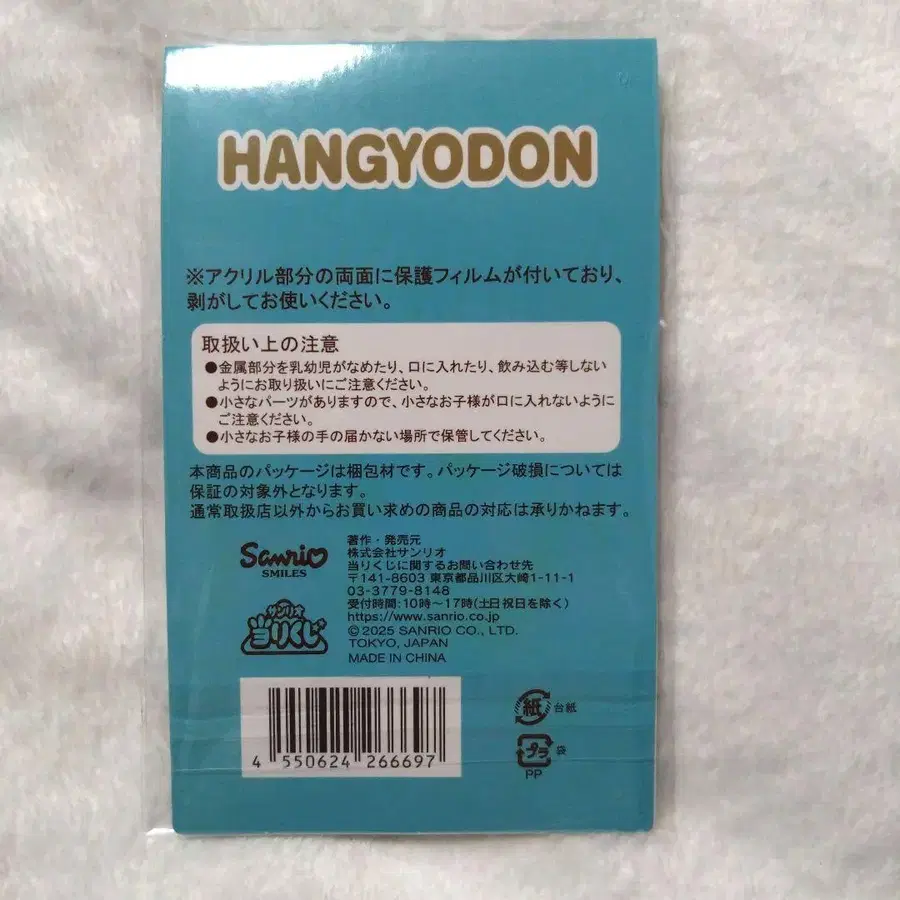 HANGYODON
※アクリル部分の両面に保護フィルムが付いており、
剥がしてお使いください。
取扱い上の注意
●金属部分を乳幼児がなめたり、口に入れたり、飲み込む等しない
ようにお取り扱いにご注意ください。
●小さなパーツがありますので、小さなお子様が口に入れないように
ご注意ください。
●小さなお子様の手の届かない場所で保管してください。
本商品のパッケージは梱包材です。パッケージ破損については
保証の対象外となります。
通常取扱店以外からお買い求めの商品の対応は承りかねます。
Sanrio
SMILES
サンリオ
当りくじ
著作・発売元
株式会社サンリオ
当りくじに関するお問い合わせ先
〒141-8603 東京都品川区大崎1-11-1
03-3779-8148
受付時間:10時～17時(土日祝日を除く)
https://www.sanrio.co.jp
© 2025 SANRIO CO., LTD.
TOKYO, JAPAN
MADE IN CHINA
4 550624 266697
紙 台紙
プラ 袋
PP